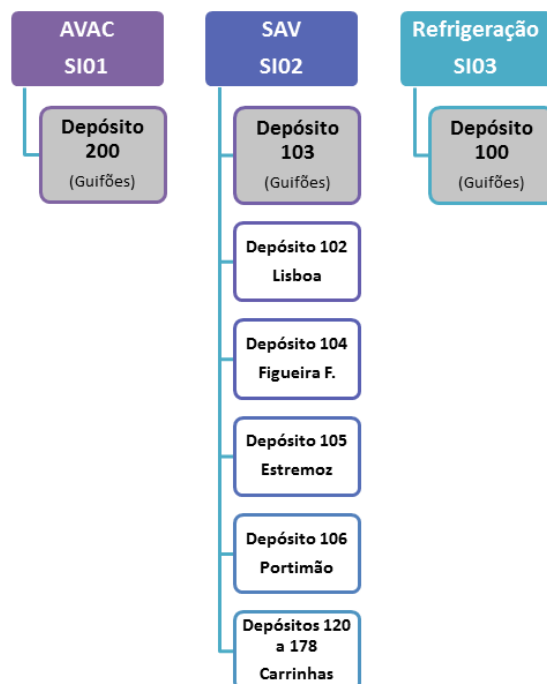 AVAC
SI01
Depósito
200
(Guifões)
SAV
SI02
Depósito
103
(Guifões)
Depósito 102
Lisboa
Depósito 104
Figueira F.
Depósito 105
Estremoz
Depósito 106
Portimão
Depósitos 120
a 178
Carrinhas
Refrigeração
SI03
Depósito
100
(Guifões)